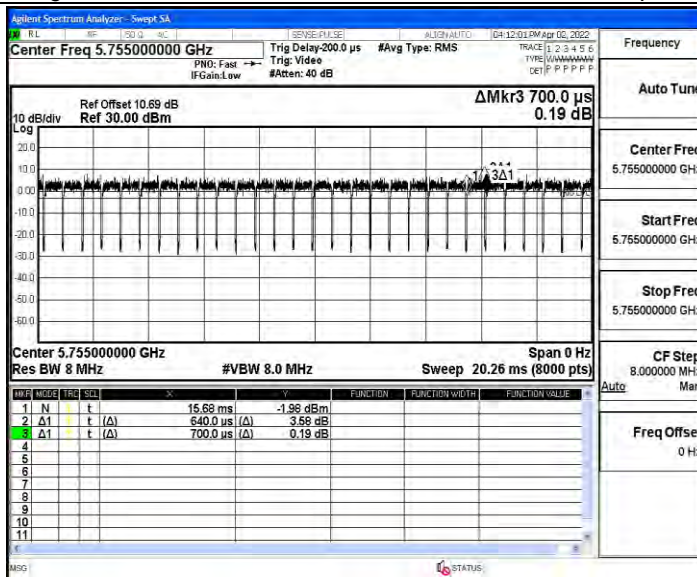 Agilent Spectrum Analyzer - Swept SA
RL RF 50 Ω AC SENSE:PULSE ALIGN AUTO 04:12:01 PM Apr 02, 2022
Center Freq 5.755000000 GHz
PNO: Fast
IFGain:Low
Trig Delay-200.0 µs
Trig: Video
#Atten: 40 dB
#Avg Type: RMS
TRACE 1 2 3 4 5 6
TYPE WWWWWW
DET P P P P P P
Frequency
Auto Tune
Center Freq
5.755000000 GHz
Start Freq
5.755000000 GHz
Stop Freq
5.755000000 GHz
CF Step
8.000000 MHz
Auto Man
Freq Offset
0 Hz
ΔMkr3 700.0 µs
0.19 dB
Ref Offset 10.69 dB
10 dB/div Ref 30.00 dBm
Log
20.0
10.0
0.00
-10.0
-20.0
-30.0
-40.0
-50.0
-60.0
3Δ1
Center 5.755000000 GHz Span 0 Hz
Res BW 8 MHz #VBW 8.0 MHz Sweep 20.26 ms (8000 pts)
MKR MODE TRC SCL X Y FUNCTION FUNCTION WIDTH FUNCTION VALUE
1 N t 15.68 ms -1.98 dBm
2 Δ1 t (Δ) 640.0 µs (Δ) 3.58 dB
3 Δ1 t (Δ) 700.0 µs (Δ) 0.19 dB
4
5
6
7
8
9
10
11
MSG STATUS